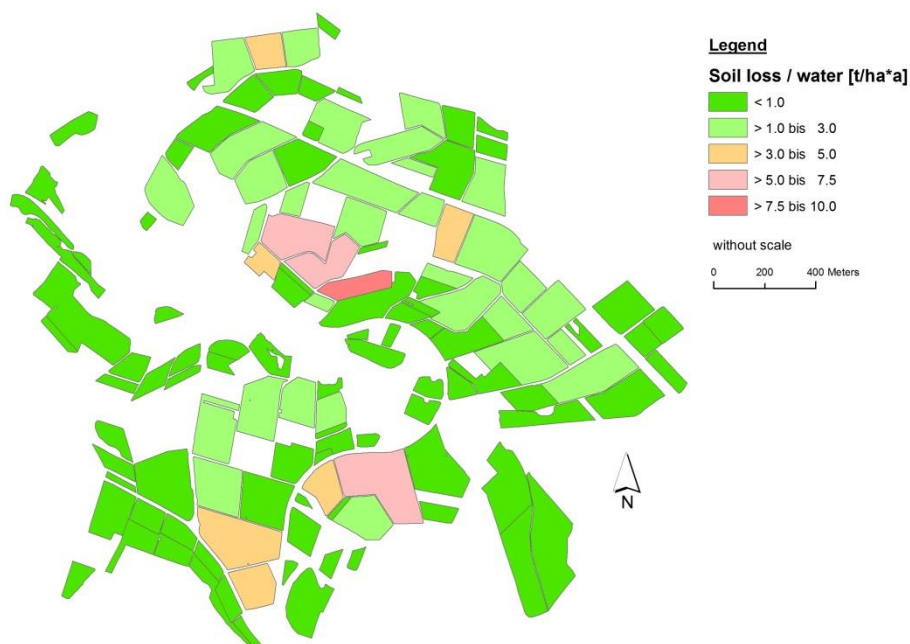 Legend
Soil loss / water [t/ha*a]
< 1.0
> 1.0 bis 3.0
> 3.0 bis 5.0
> 5.0 bis 7.5
> 7.5 bis 10.0
without scale
0 200 400 Meters
N